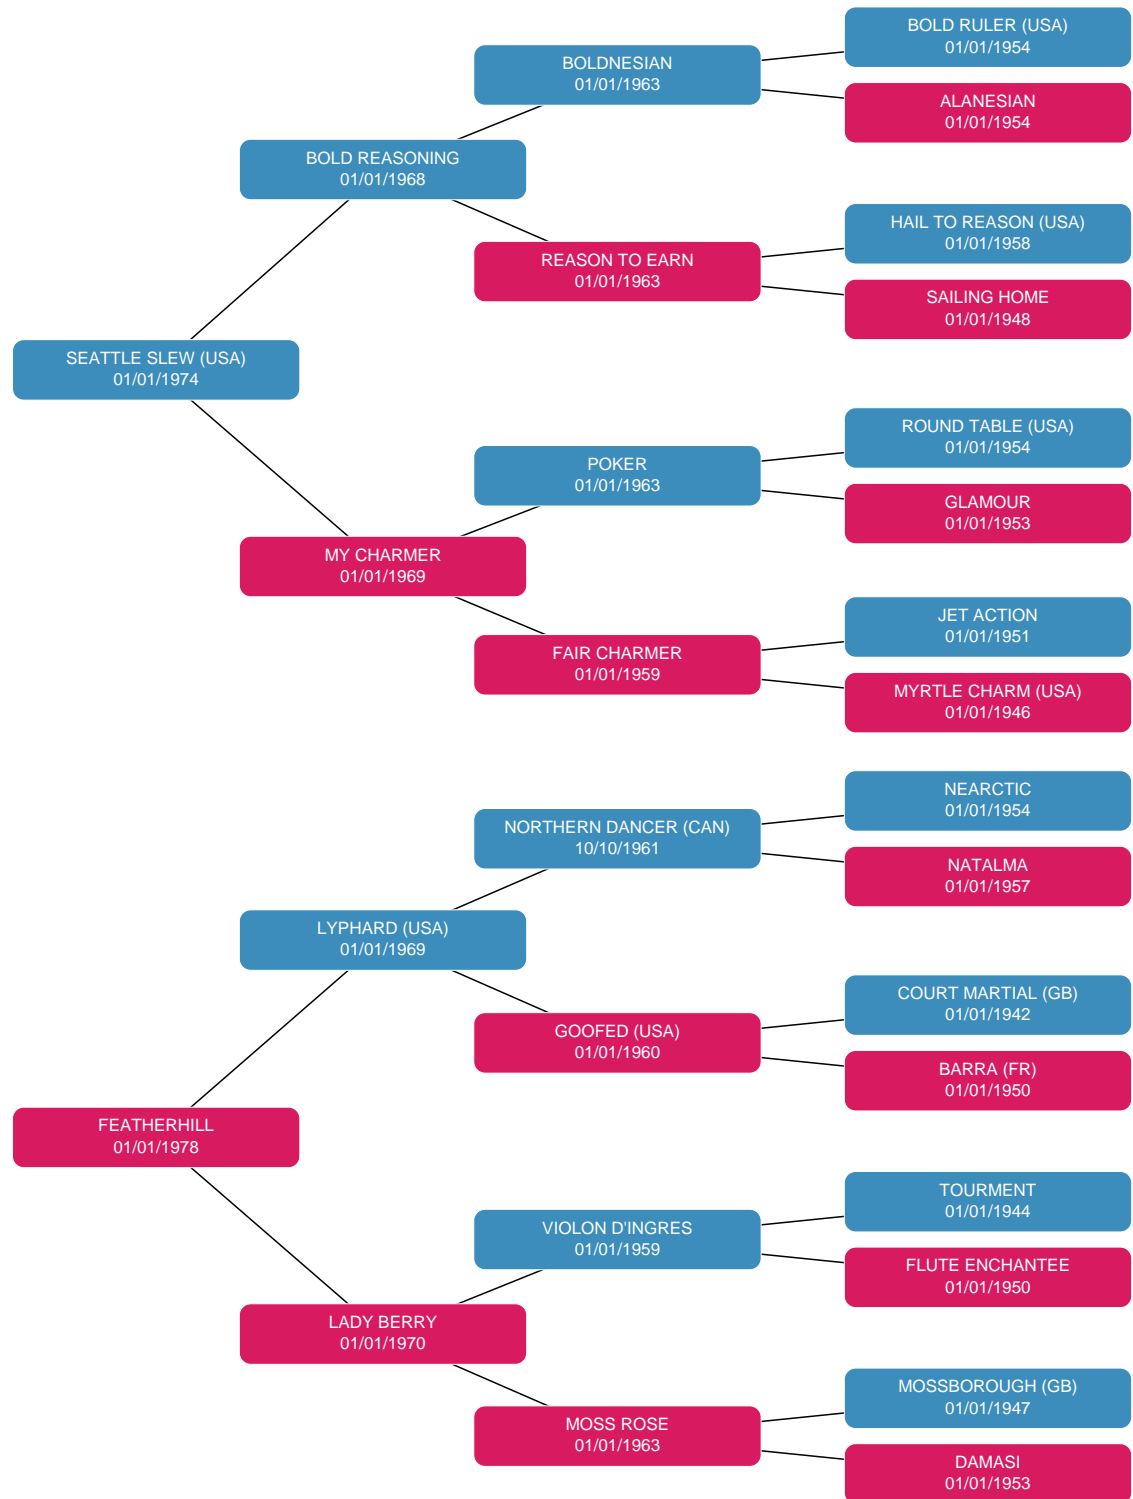 BOLD RULER (USA)
01/01/1954
BOLDNESIAN
01/01/1963
ALANESIAN
01/01/1954
BOLD REASONING
01/01/1968
HAIL TO REASON (USA)
01/01/1958
REASON TO EARN
01/01/1963
SAILING HOME
01/01/1948
SEATTLE SLEW (USA)
01/01/1974
ROUND TABLE (USA)
01/01/1954
POKER
01/01/1963
GLAMOUR
01/01/1953
MY CHARMER
01/01/1969
JET ACTION
01/01/1951
FAIR CHARMER
01/01/1959
MYRTLE CHARM (USA)
01/01/1946
NEARCTIC
01/01/1954
NORTHERN DANCER (CAN)
10/10/1961
NATALMA
01/01/1957
LYPHARD (USA)
01/01/1969
COURT MARTIAL (GB)
01/01/1942
GOOFED (USA)
01/01/1960
BARRA (FR)
01/01/1950
FEATHERHILL
01/01/1978
TOURMENT
01/01/1944
VIOLON D'INGRES
01/01/1959
FLUTE ENCHANTEE
01/01/1950
LADY BERRY
01/01/1970
MOSSBOROUGH (GB)
01/01/1947
MOSS ROSE
01/01/1963
DAMASI
01/01/1953